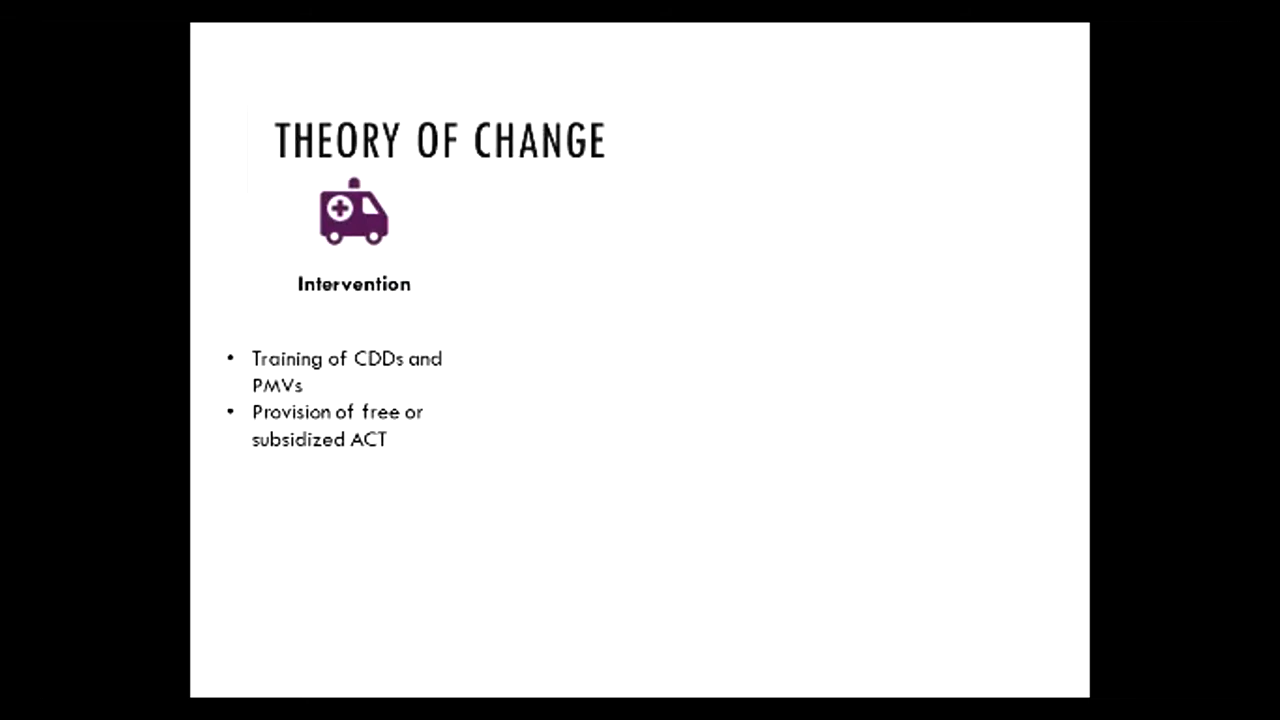 THEORY OF CHANGE
Intervention
• Training of CDDs and
PMVs
• Provision of free or
subsidized ACT